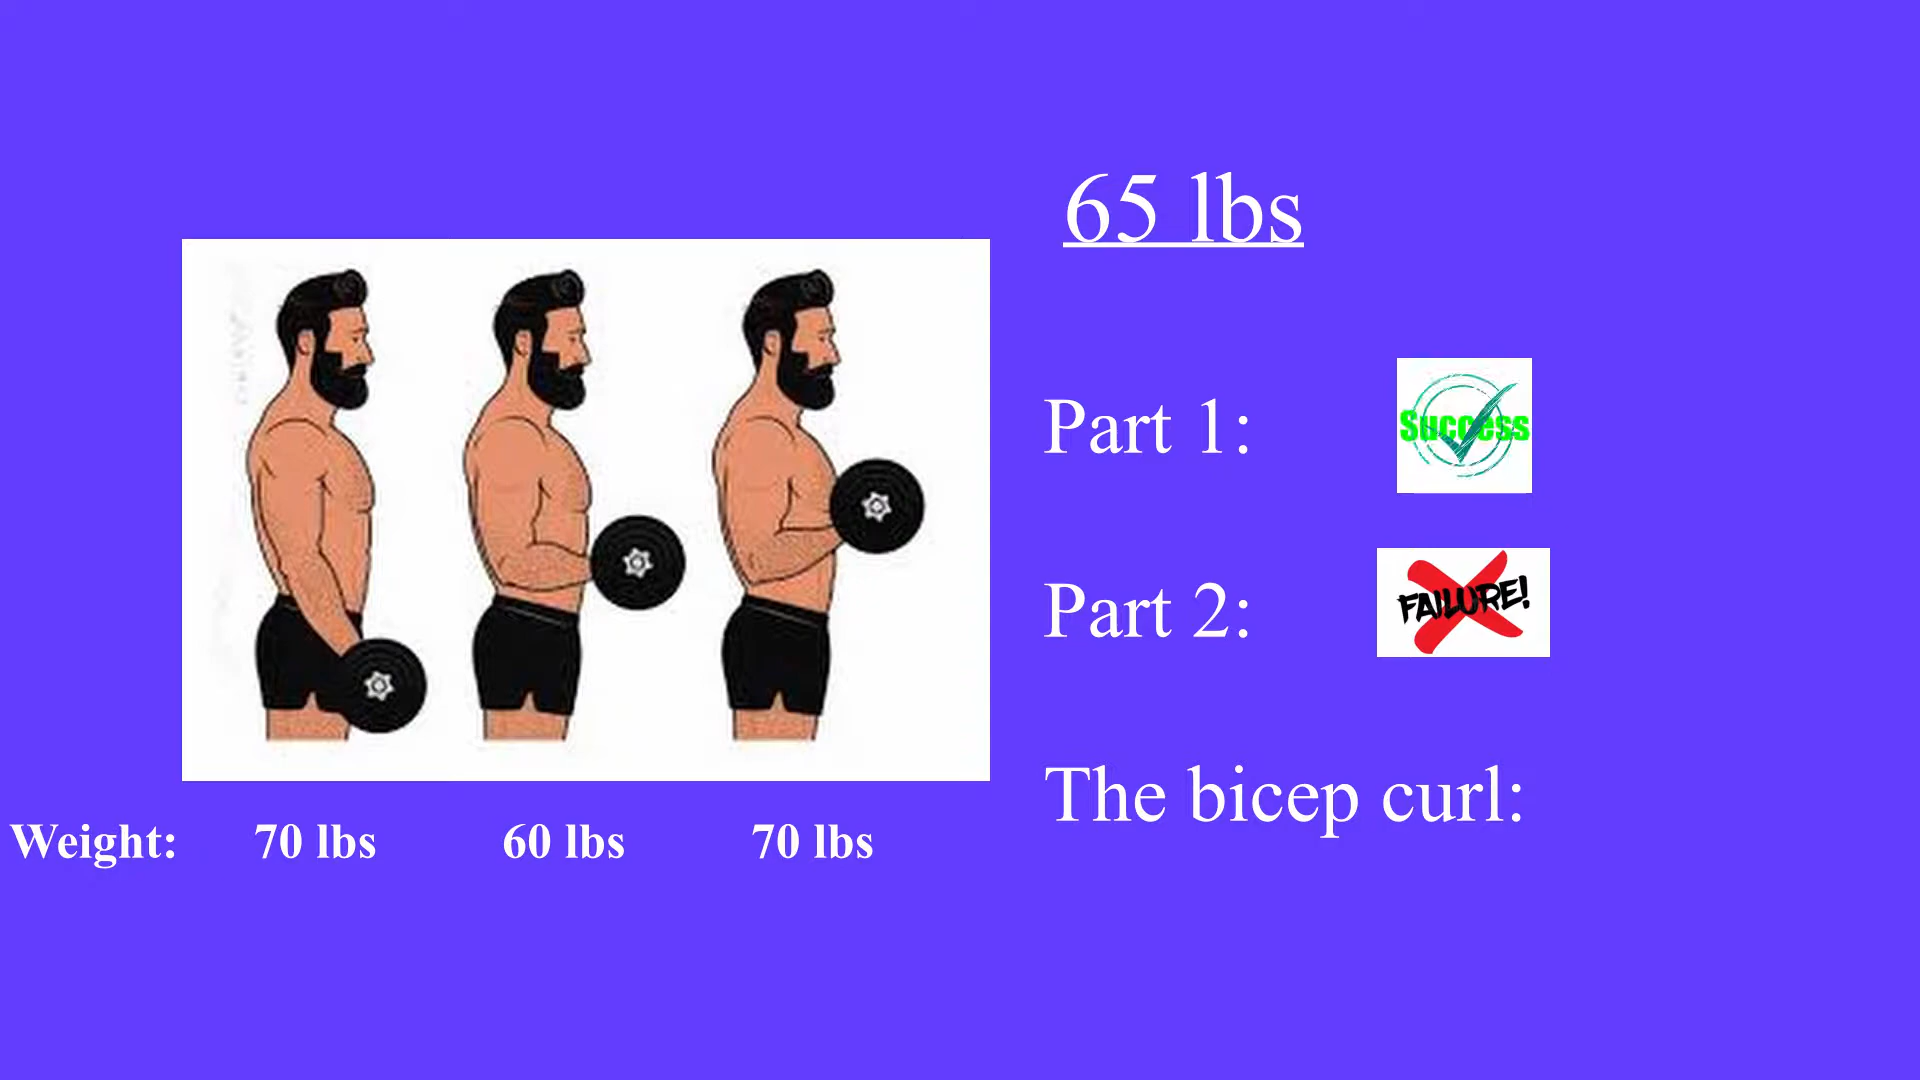 65 lbs
Part 1:
Success
Part 2:
FAILURE!
The bicep curl:
Weight: 70 lbs 60 lbs 70 lbs